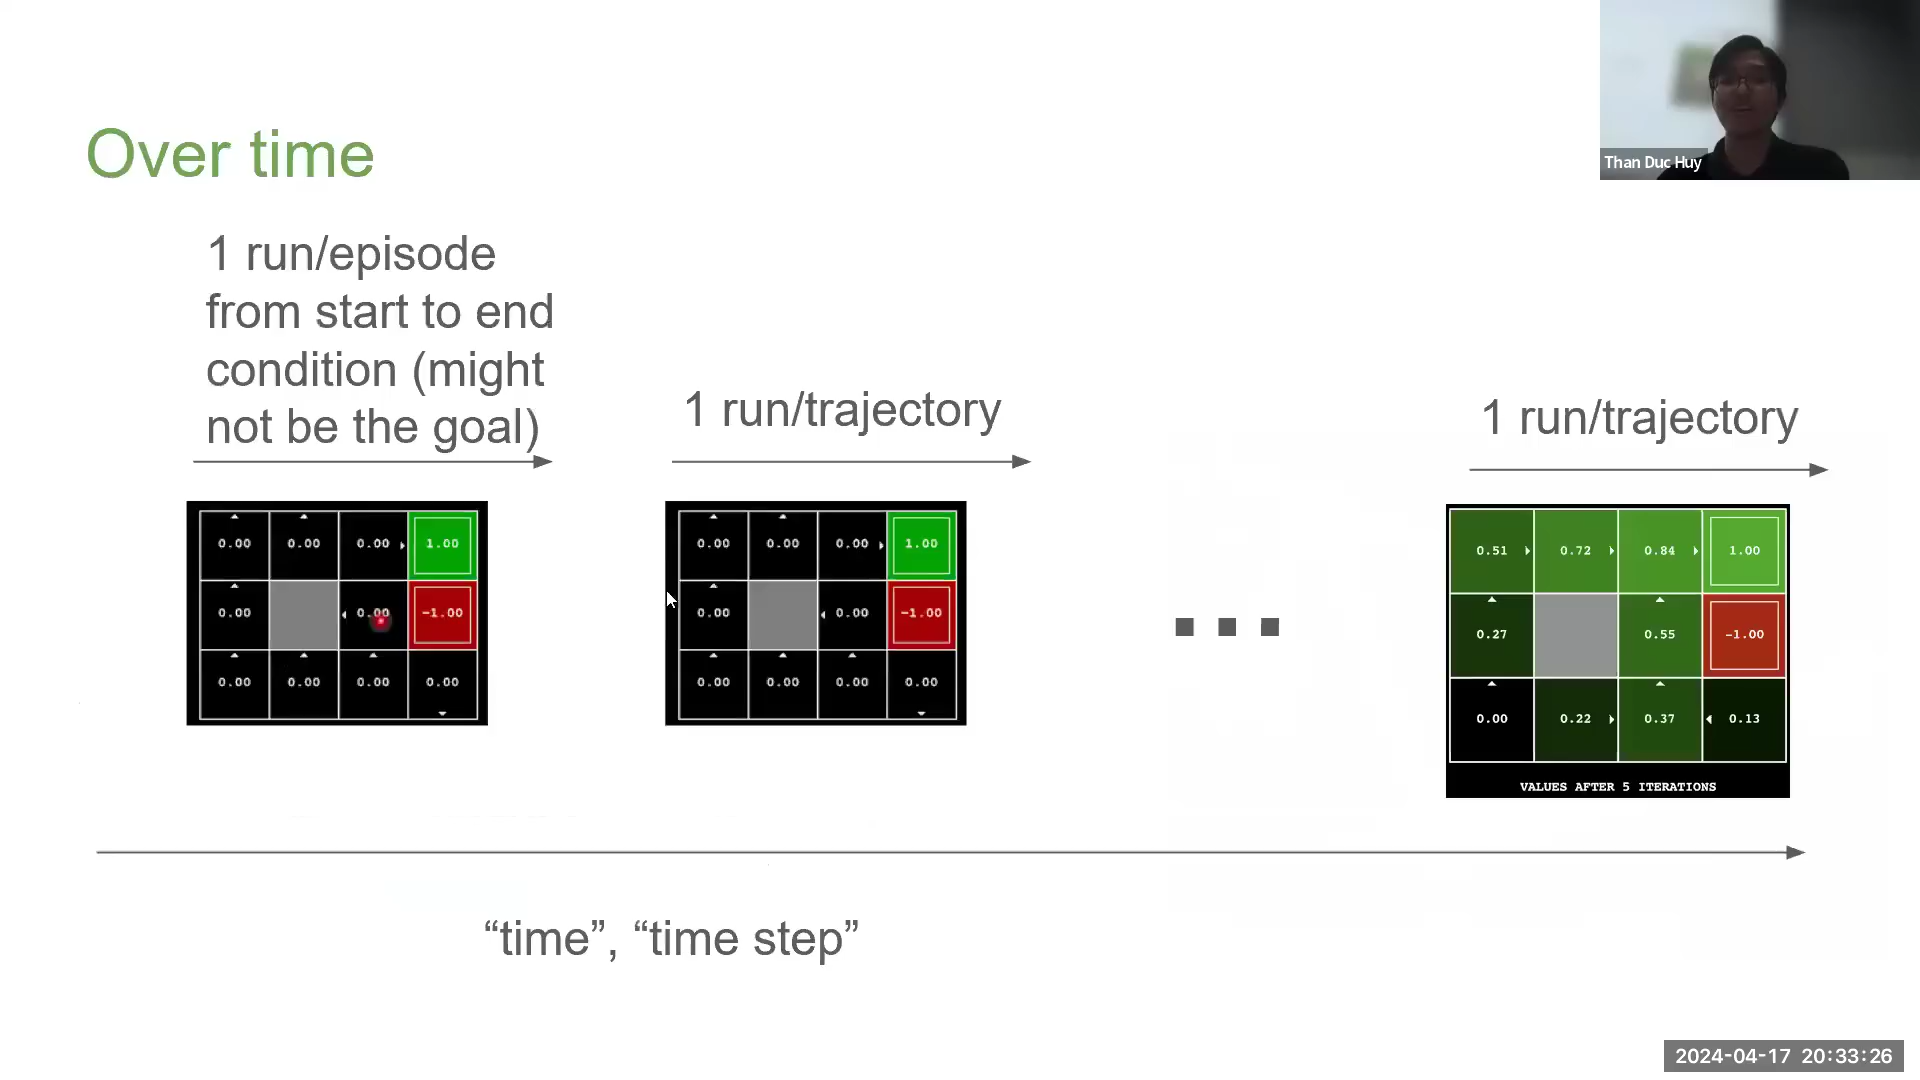 Than Duc Huy
Over time
1 run/episode
from start to end
condition (might
not be the goal)
1 run/trajectory
1 run/trajectory
0.00 0.00 0.00 1.00
0.00 0.00 -1.00
0.00 0.00 0.00 0.00
0.00 0.00 0.00 1.00
0.00 0.00 -1.00
0.00 0.00 0.00 0.00
0.51 0.72 0.84 1.00
0.27 0.55 -1.00
0.00 0.22 0.37 0.13
VALUES AFTER 5 ITERATIONS
“time”, “time step”
2024-04-17 20:33:26